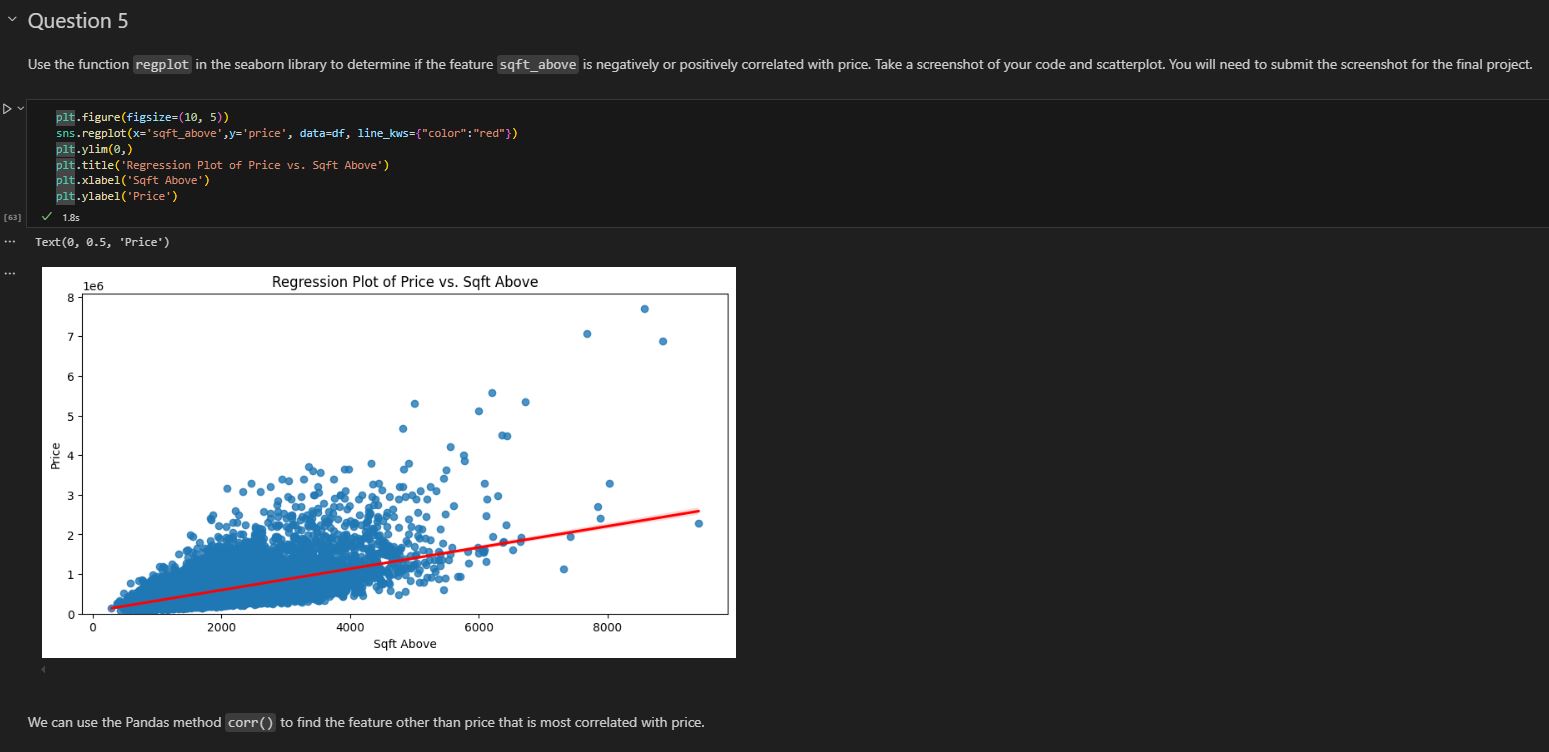 Question 5
Use the function regplot in the seaborn library to determine if the feature sqft_above is negatively or positively correlated with price. Take a screenshot of your code and scatterplot. You will need to submit the screenshot for the final project.
plt.figure(figsize=(10, 5))
sns.regplot(x='sqft_above',y='price', data=df, line_kws={"color":"red"})
plt.ylim(0,)
plt.title('Regression Plot of Price vs. Sqft Above')
plt.xlabel('Sqft Above')
plt.ylabel('Price')
[63]
1.8s
Text(0, 0.5, 'Price')
Regression Plot of Price vs. Sqft Above
1e6
8
7
6
5
4
3
2
1
0
Price
0 2000 4000 6000 8000
Sqft Above
We can use the Pandas method corr() to find the feature other than price that is most correlated with price.